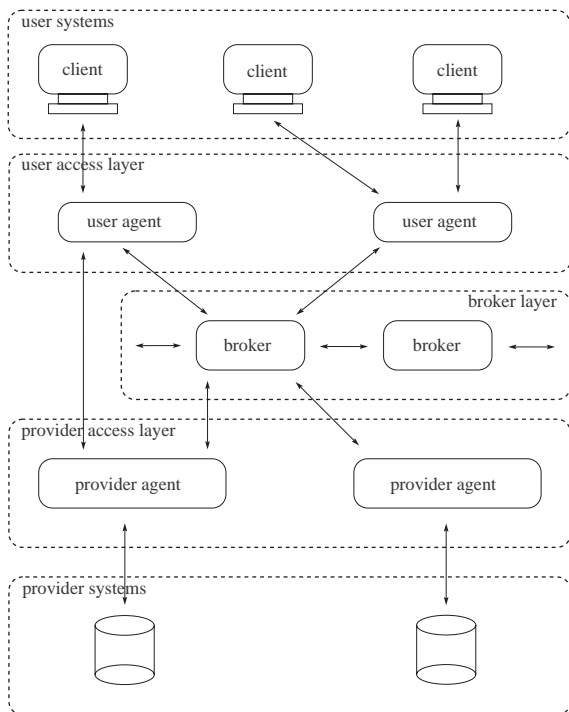 user systems
client
client
client
user access layer
user agent
user agent
broker layer
broker
broker
provider access layer
provider agent
provider agent
provider systems